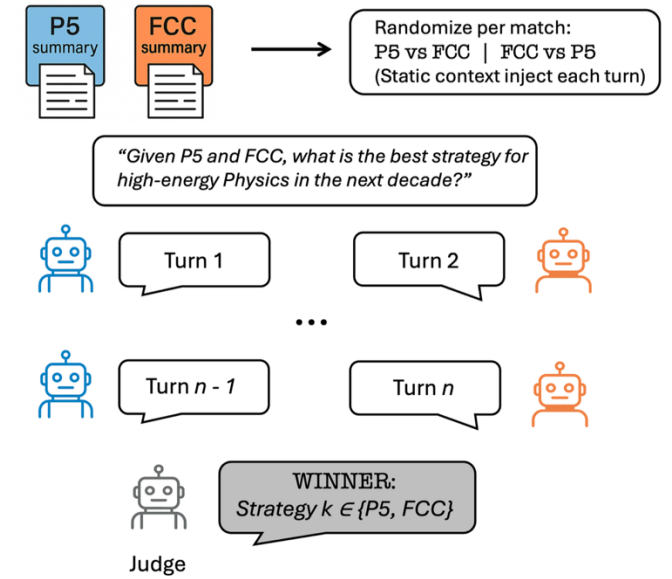 P5
summary
FCC
summary
Randomize per match:
P5 vs FCC | FCC vs P5
(Static context inject each turn)
“Given P5 and FCC, what is the best strategy for
high-energy Physics in the next decade?”
Turn 1
Turn 2
...
Turn n - 1
Turn n
WINNER:
Strategy k ∈ {P5, FCC}
Judge